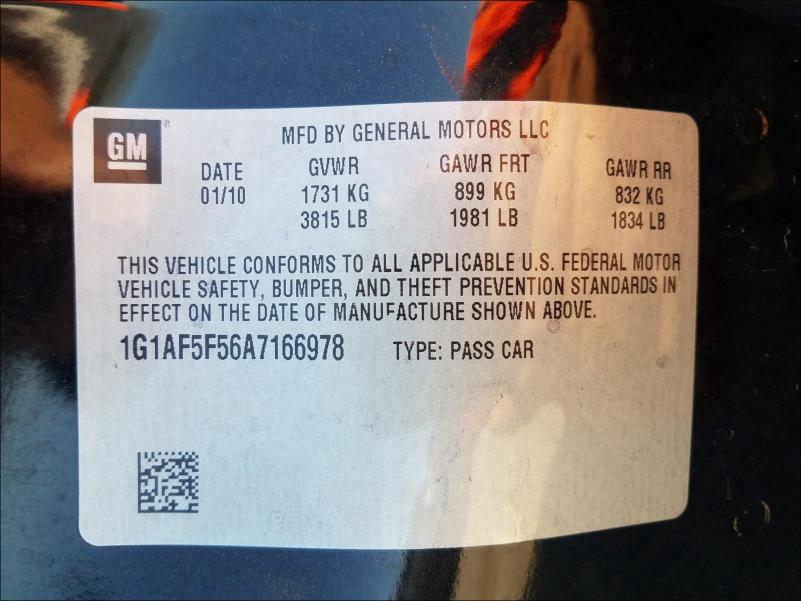 GM
MFD BY GENERAL MOTORS LLC
DATE GVWR GAWR FRT GAWR RR
01/10 1731 KG 899 KG 832 KG
3815 LB 1981 LB 1834 LB
THIS VEHICLE CONFORMS TO ALL APPLICABLE U.S. FEDERAL MOTOR
VEHICLE SAFETY, BUMPER, AND THEFT PREVENTION STANDARDS IN
EFFECT ON THE DATE OF MANUFACTURE SHOWN ABOVE.
1G1AF5F56A7166978 TYPE: PASS CAR